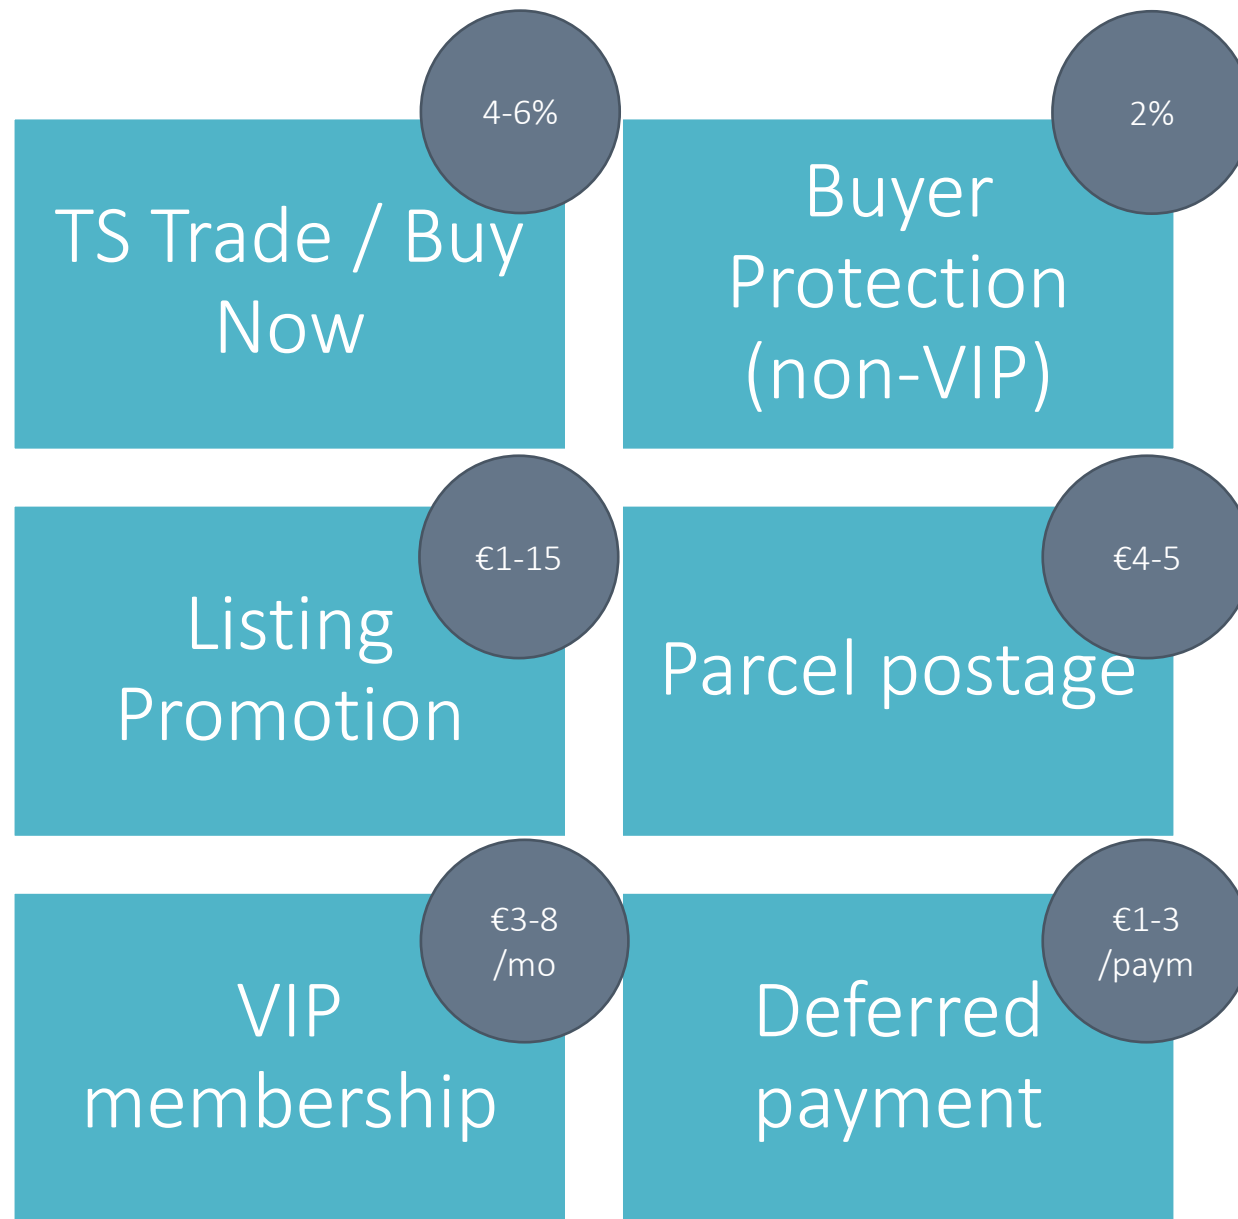 4-6%
TS Trade / Buy
Now
2%
Buyer
Protection
(non-VIP)
€1-15
Listing
Promotion
€4-5
Parcel postage
€3-8
/mo
VIP
membership
€1-3
/paym
Deferred
payment